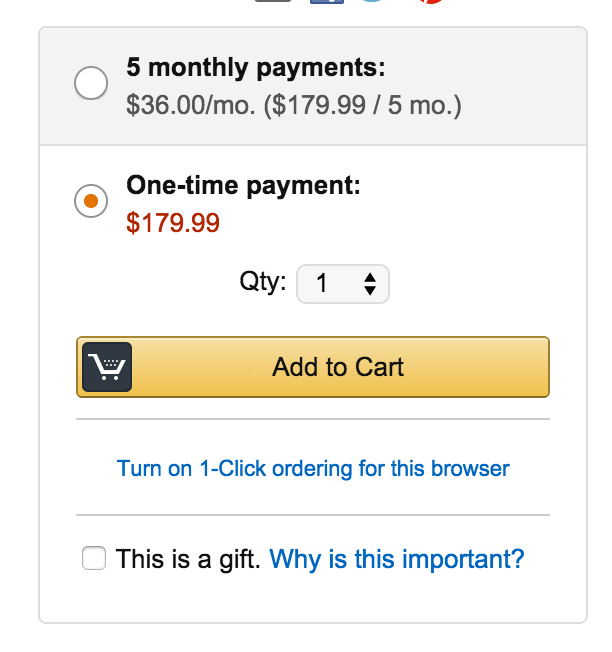 5 monthly payments:
$36.00/mo. ($179.99 / 5 mo.)
One-time payment:
$179.99
Qty: 1
Add to Cart
Turn on 1-Click ordering for this browser
This is a gift. Why is this important?